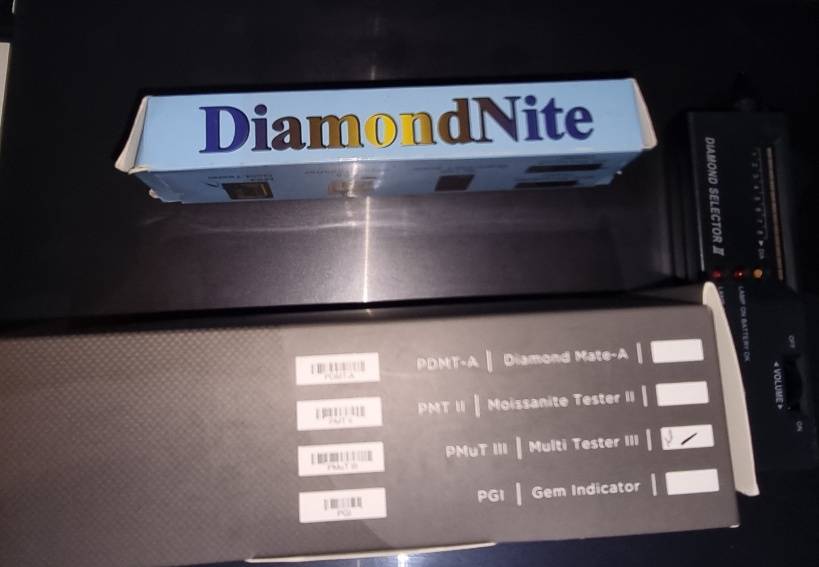 DiamondNite
DIAMOND SELECTOR II
LAMP ON BATTERY OK
OFF
◄VOLUME►
ON
PDMT-A | Diamond Mate-A |
PDMT-A
PMT II | Moissanite Tester II |
PMT II
PMuT III | Multi Tester III |
PMuT III
PGI | Gem Indicator |
PGI